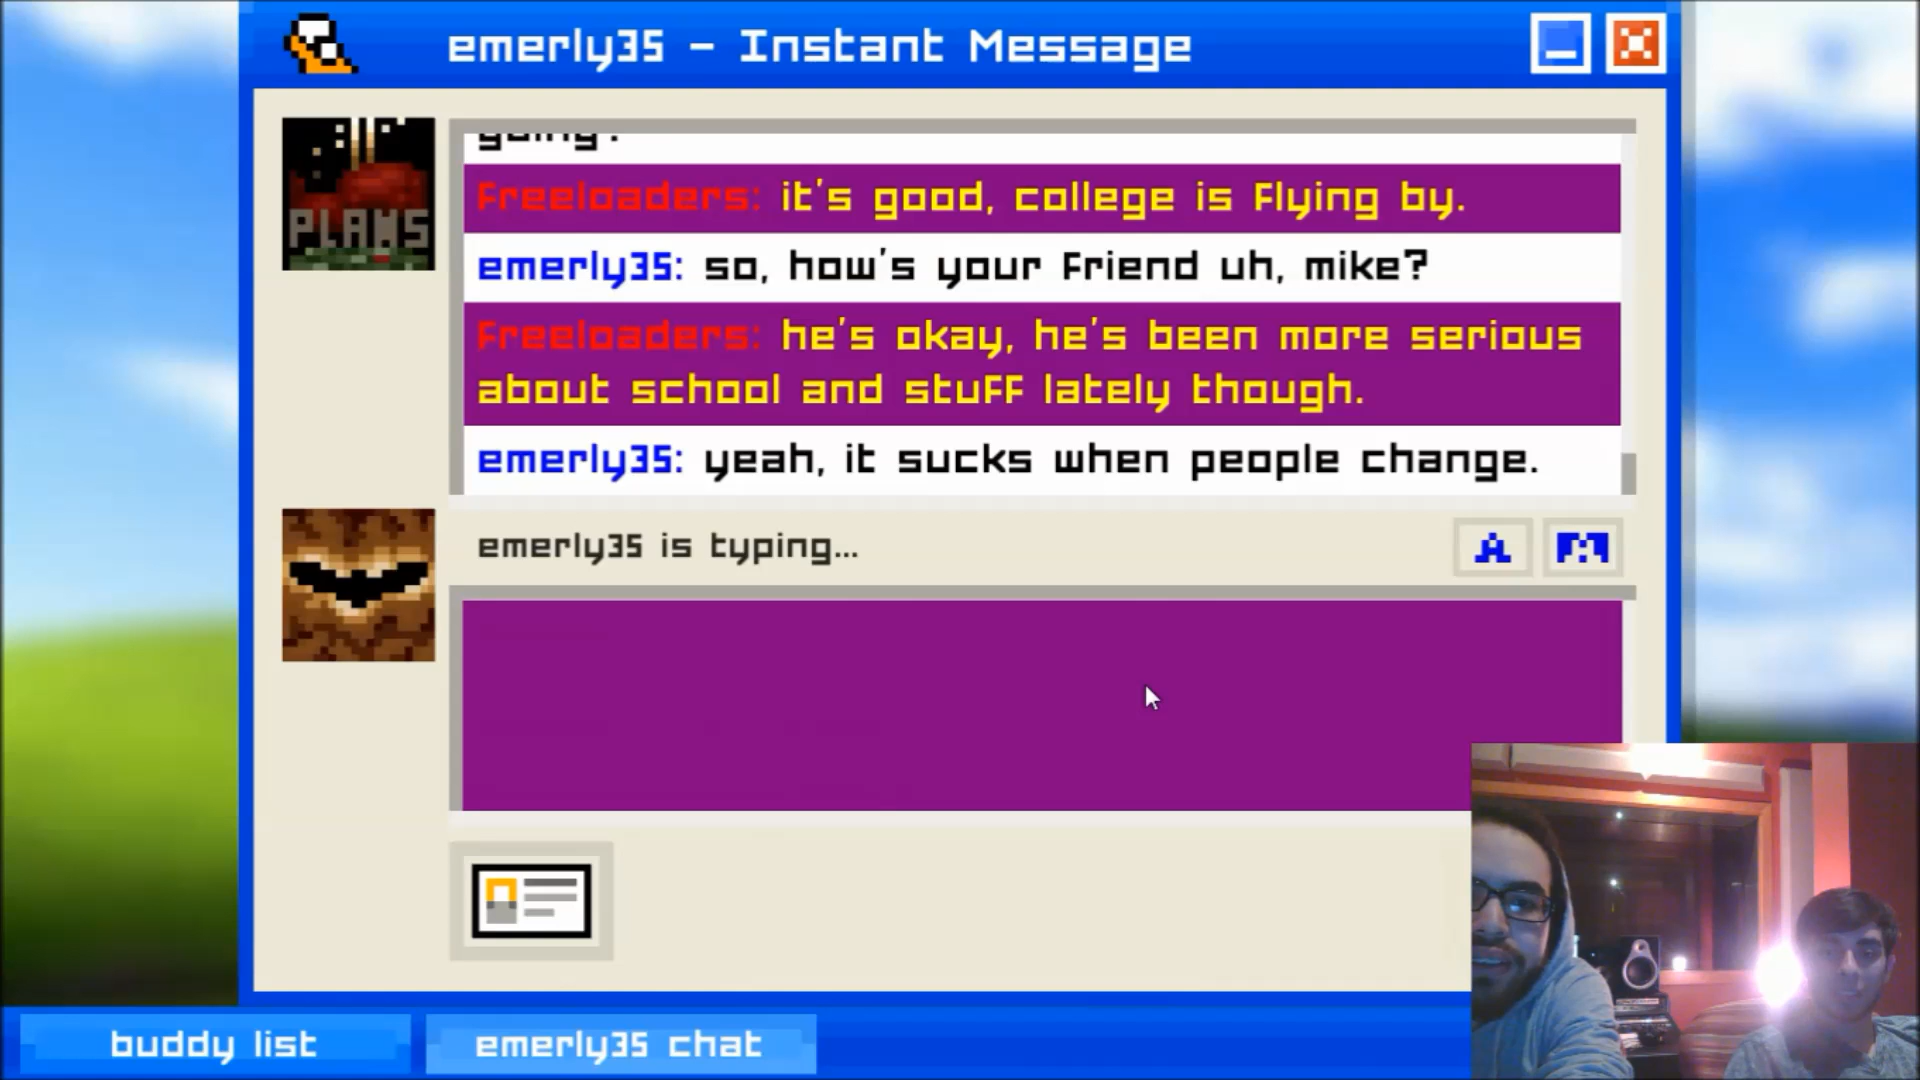 emerly35 - Instant Message
PLANS
going?
Freeloaders: it's good, college is flying by.
emerly35: so, how's your friend uh, mike?
Freeloaders: he's okay, he's been more serious
about school and stuff lately though.
emerly35: yeah, it sucks when people change.
emerly35 is typing...
A
buddy list
emerly35 chat